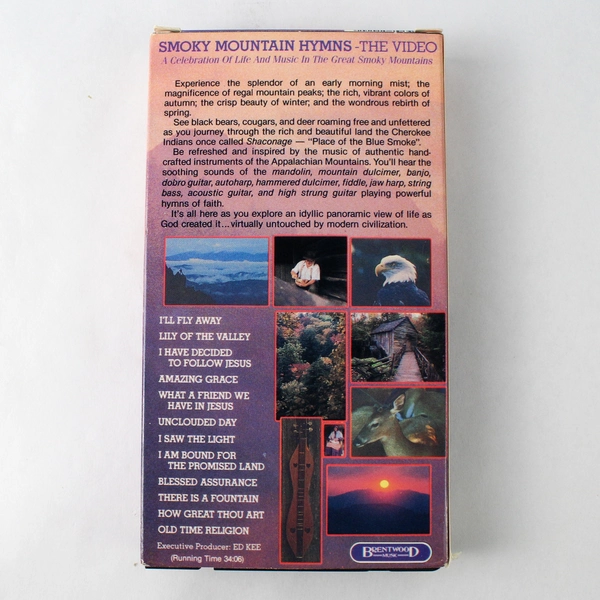 SMOKY MOUNTAIN HYMNS - THE VIDEO
A Celebration Of Life And Music In The Great Smoky Mountains
Experience the splendor of an early morning mist; the
magnificence of regal mountain peaks; the rich, vibrant colors of
autumn; the crisp beauty of winter; and the wondrous rebirth of
spring.
See black bears, cougars, and deer roaming free and unfettered
as you journey through the rich and beautiful land the Cherokee
Indians once called Shaconage — "Place of the Blue Smoke".
Be refreshed and inspired by the music of authentic hand-
crafted instruments of the Appalachian Mountains. You'll hear the
soothing sounds of the mandolin, mountain dulcimer, banjo,
dobro guitar, autoharp, hammered dulcimer, fiddle, jaw harp, string
bass, acoustic guitar, and high strung guitar playing powerful
hymns of faith.
It's all here as you explore an idyllic panoramic view of life as
God created it...virtually untouched by modern civilization.
I'LL FLY AWAY
LILY OF THE VALLEY
I HAVE DECIDED
TO FOLLOW JESUS
AMAZING GRACE
WHAT A FRIEND WE
HAVE IN JESUS
UNCLOUDED DAY
I SAW THE LIGHT
I AM BOUND FOR
THE PROMISED LAND
BLESSED ASSURANCE
THERE IS A FOUNTAIN
HOW GREAT THOU ART
OLD TIME RELIGION
Executive Producer: ED KEE
(Running Time 34:06)
BRENTWOOD
MUSIC